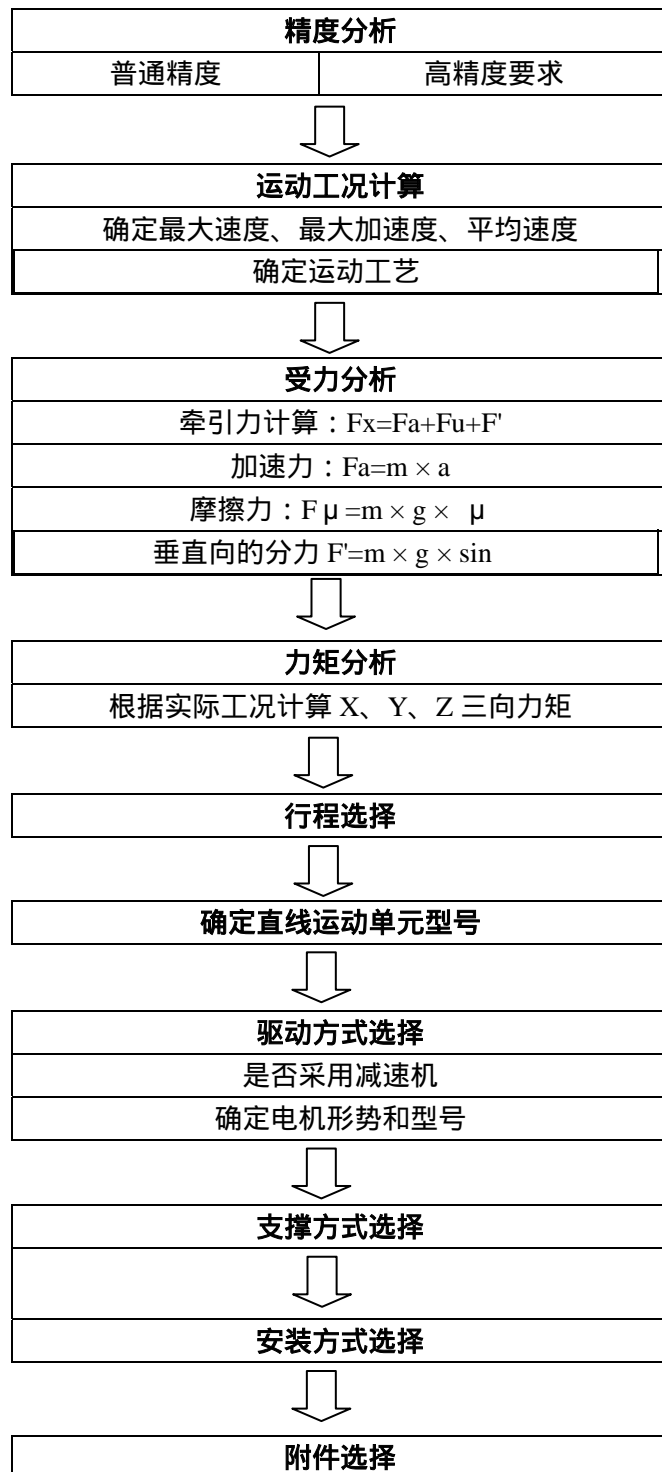 精度分析
普通精度 高精度要求
运动工况计算
确定最大速度、最大加速度、平均速度
确定运动工艺
受力分析
牵引力计算：Fx=Fa+Fu+F'
加速力：Fa=m × a
摩擦力：F μ =m × g × μ
垂直向的分力 F'=m × g × sin
力矩分析
根据实际工况计算 X、Y、Z 三向力矩
行程选择
确定直线运动单元型号
驱动方式选择
是否采用减速机
确定电机形势和型号
支撑方式选择
安装方式选择
附件选择